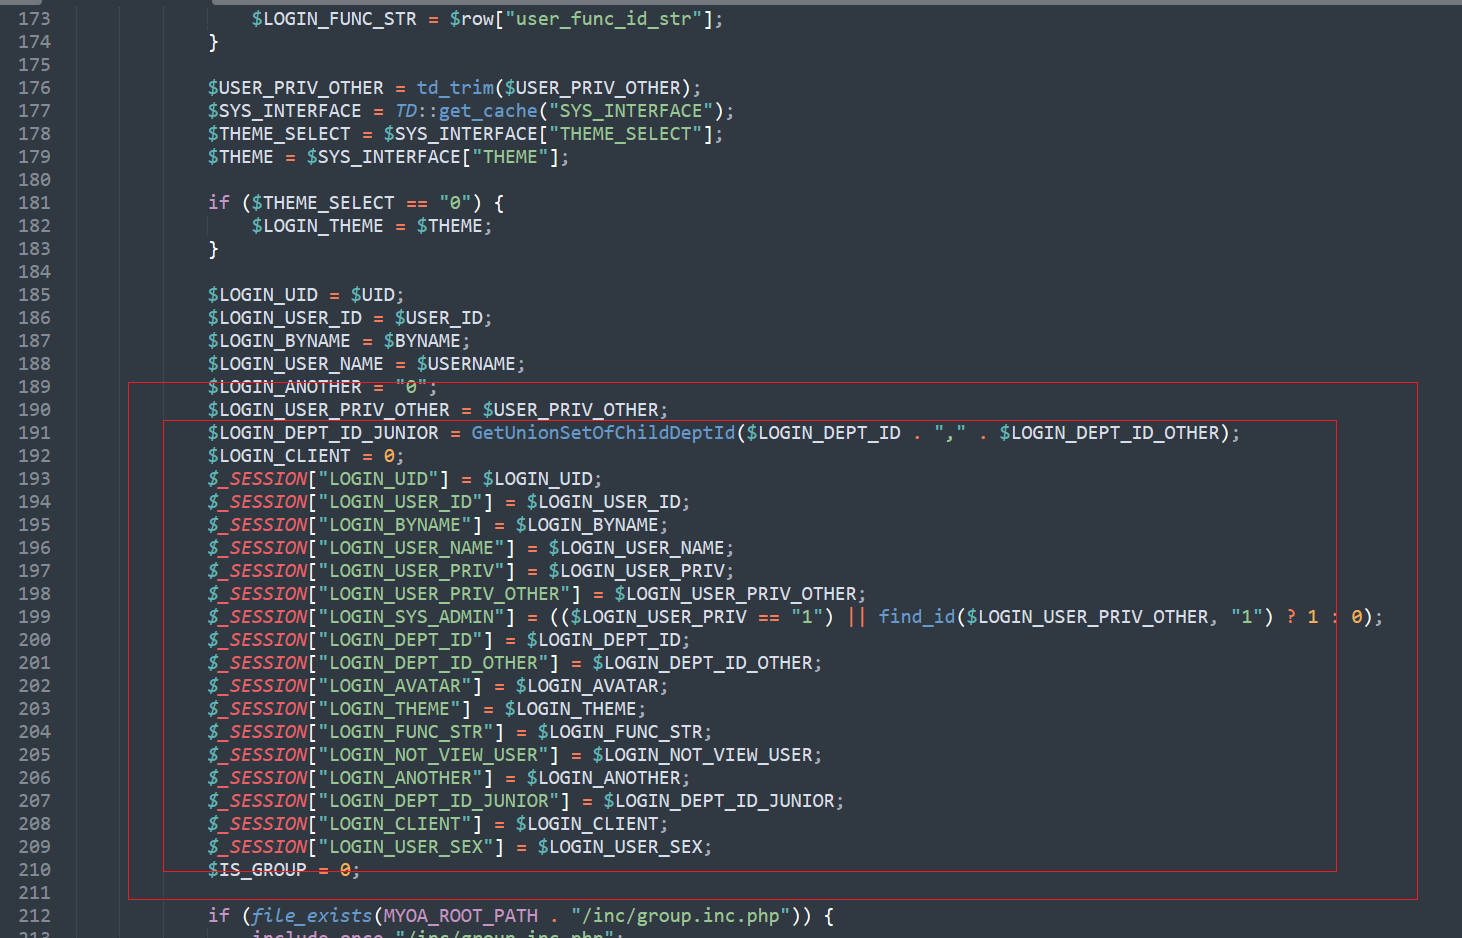 173 $LOGIN_FUNC_STR = $row["user_func_id_str"];
174 }
175
176 $USER_PRIV_OTHER = td_trim($USER_PRIV_OTHER);
177 $SYS_INTERFACE = TD::get_cache("SYS_INTERFACE");
178 $THEME_SELECT = $SYS_INTERFACE["THEME_SELECT"];
179 $THEME = $SYS_INTERFACE["THEME"];
180
181 if ($THEME_SELECT == "0") {
182 $LOGIN_THEME = $THEME;
183 }
184
185 $LOGIN_UID = $UID;
186 $LOGIN_USER_ID = $USER_ID;
187 $LOGIN_BYNAME = $BYNAME;
188 $LOGIN_USER_NAME = $USERNAME;
189 $LOGIN_ANOTHER = "0";
190 $LOGIN_USER_PRIV_OTHER = $USER_PRIV_OTHER;
191 $LOGIN_DEPT_ID_JUNIOR = GetUnionSetOfChildDeptId($LOGIN_DEPT_ID . "," . $LOGIN_DEPT_ID_OTHER);
192 $LOGIN_CLIENT = 0;
193 $_SESSION["LOGIN_UID"] = $LOGIN_UID;
194 $_SESSION["LOGIN_USER_ID"] = $LOGIN_USER_ID;
195 $_SESSION["LOGIN_BYNAME"] = $LOGIN_BYNAME;
196 $_SESSION["LOGIN_USER_NAME"] = $LOGIN_USER_NAME;
197 $_SESSION["LOGIN_USER_PRIV"] = $LOGIN_USER_PRIV;
198 $_SESSION["LOGIN_USER_PRIV_OTHER"] = $LOGIN_USER_PRIV_OTHER;
199 $_SESSION["LOGIN_SYS_ADMIN"] = (($LOGIN_USER_PRIV == "1") || find_id($LOGIN_USER_PRIV_OTHER, "1") ? 1 : 0);
200 $_SESSION["LOGIN_DEPT_ID"] = $LOGIN_DEPT_ID;
201 $_SESSION["LOGIN_DEPT_ID_OTHER"] = $LOGIN_DEPT_ID_OTHER;
202 $_SESSION["LOGIN_AVATAR"] = $LOGIN_AVATAR;
203 $_SESSION["LOGIN_THEME"] = $LOGIN_THEME;
204 $_SESSION["LOGIN_FUNC_STR"] = $LOGIN_FUNC_STR;
205 $_SESSION["LOGIN_NOT_VIEW_USER"] = $LOGIN_NOT_VIEW_USER;
206 $_SESSION["LOGIN_ANOTHER"] = $LOGIN_ANOTHER;
207 $_SESSION["LOGIN_DEPT_ID_JUNIOR"] = $LOGIN_DEPT_ID_JUNIOR;
208 $_SESSION["LOGIN_CLIENT"] = $LOGIN_CLIENT;
209 $_SESSION["LOGIN_USER_SEX"] = $LOGIN_USER_SEX;
210 $IS_GROUP = 0;
211
212 if (file_exists(MYOA_ROOT_PATH . "/inc/group.inc.php")) {
213 include_once "/inc/group.inc.php";